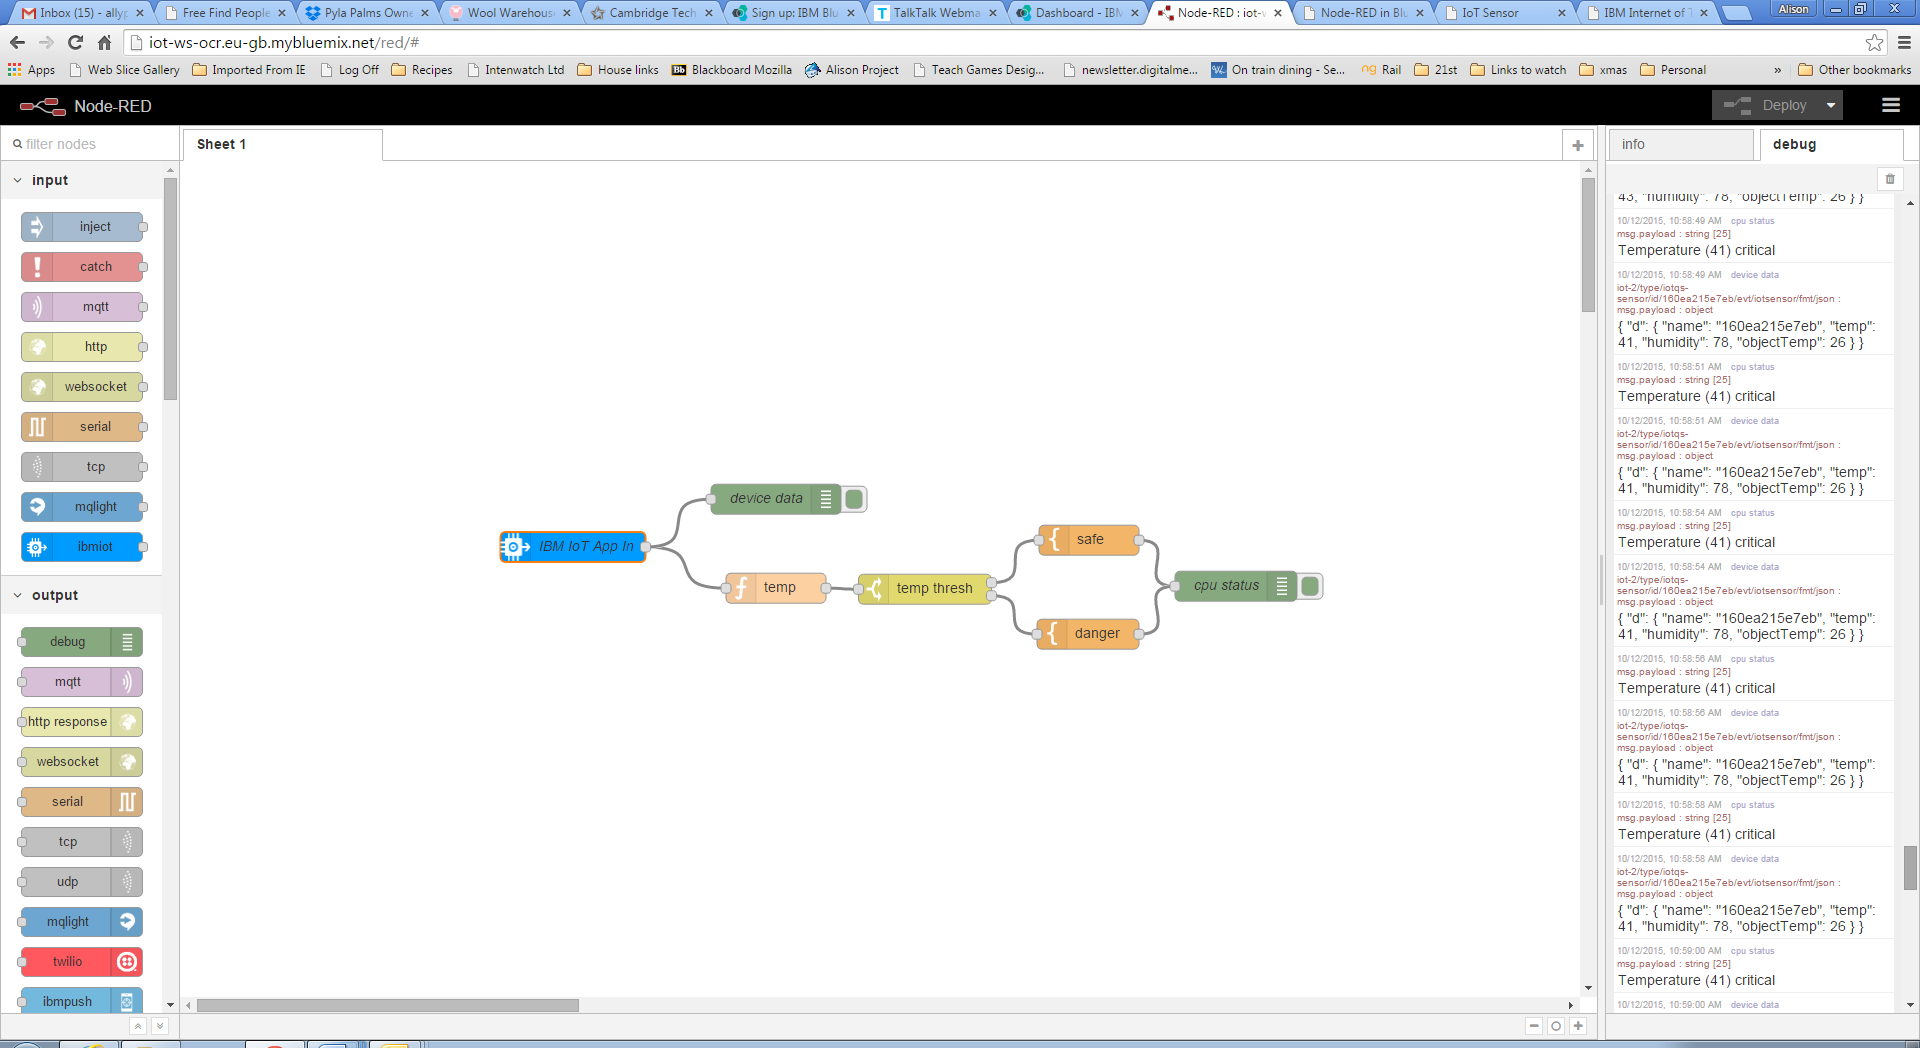 Inbox (15) - allyp
Free Find People
Pyla Palms Own
Wool Warehous
Cambridge Tech
Sign up: IBM Blu
TalkTalk Webma
Dashboard - IBM
Node-RED : iot-w
Node-RED in Blu
IoT Sensor
IBM Internet of T
Alison
iot-ws-ocr.eu-gb.mybluemix.net/red/#
Apps
Web Slice Gallery
Imported From IE
Log Off
Recipes
Intenwatch Ltd
House links
Bb Blackboard Mozilla
Alison Project
Teach Games Desig...
newsletter.digitalme...
W. On train dining - Se...
ng Rail
21st
Links to watch
xmas
Personal
»
Other bookmarks
Node-RED
Deploy
filter nodes
input
inject
catch
mqtt
http
websocket
serial
tcp
mqlight
ibmiot
output
debug
mqtt
http response
websocket
serial
tcp
udp
mqlight
twilio
ibmpush
Sheet 1
device data
IBM IoT App In
temp
temp thresh
safe
danger
cpu status
info
debug
43, "humidity": 78, "objectTemp": 26 } }
10/12/2015, 10:58:49 AM cpu status
msg.payload : string [25]
Temperature (41) critical
10/12/2015, 10:58:49 AM device data
iot-2/type/iotqs-
sensor/id/160ea215e7eb/evt/iotsensor/fmt/json :
msg.payload : object
{ "d": { "name": "160ea215e7eb", "temp":
41, "humidity": 78, "objectTemp": 26 } }
10/12/2015, 10:58:51 AM cpu status
msg.payload : string [25]
Temperature (41) critical
10/12/2015, 10:58:51 AM device data
iot-2/type/iotqs-
sensor/id/160ea215e7eb/evt/iotsensor/fmt/json :
msg.payload : object
{ "d": { "name": "160ea215e7eb", "temp":
41, "humidity": 78, "objectTemp": 26 } }
10/12/2015, 10:58:54 AM cpu status
msg.payload : string [25]
Temperature (41) critical
10/12/2015, 10:58:54 AM device data
iot-2/type/iotqs-
sensor/id/160ea215e7eb/evt/iotsensor/fmt/json :
msg.payload : object
{ "d": { "name": "160ea215e7eb", "temp":
41, "humidity": 78, "objectTemp": 26 } }
10/12/2015, 10:58:56 AM cpu status
msg.payload : string [25]
Temperature (41) critical
10/12/2015, 10:58:56 AM device data
iot-2/type/iotqs-
sensor/id/160ea215e7eb/evt/iotsensor/fmt/json :
msg.payload : object
{ "d": { "name": "160ea215e7eb", "temp":
41, "humidity": 78, "objectTemp": 26 } }
10/12/2015, 10:58:58 AM cpu status
msg.payload : string [25]
Temperature (41) critical
10/12/2015, 10:58:58 AM device data
iot-2/type/iotqs-
sensor/id/160ea215e7eb/evt/iotsensor/fmt/json :
msg.payload : object
{ "d": { "name": "160ea215e7eb", "temp":
41, "humidity": 78, "objectTemp": 26 } }
10/12/2015, 10:59:00 AM cpu status
msg.payload : string [25]
Temperature (41) critical
10/12/2015, 10:59:00 AM device data